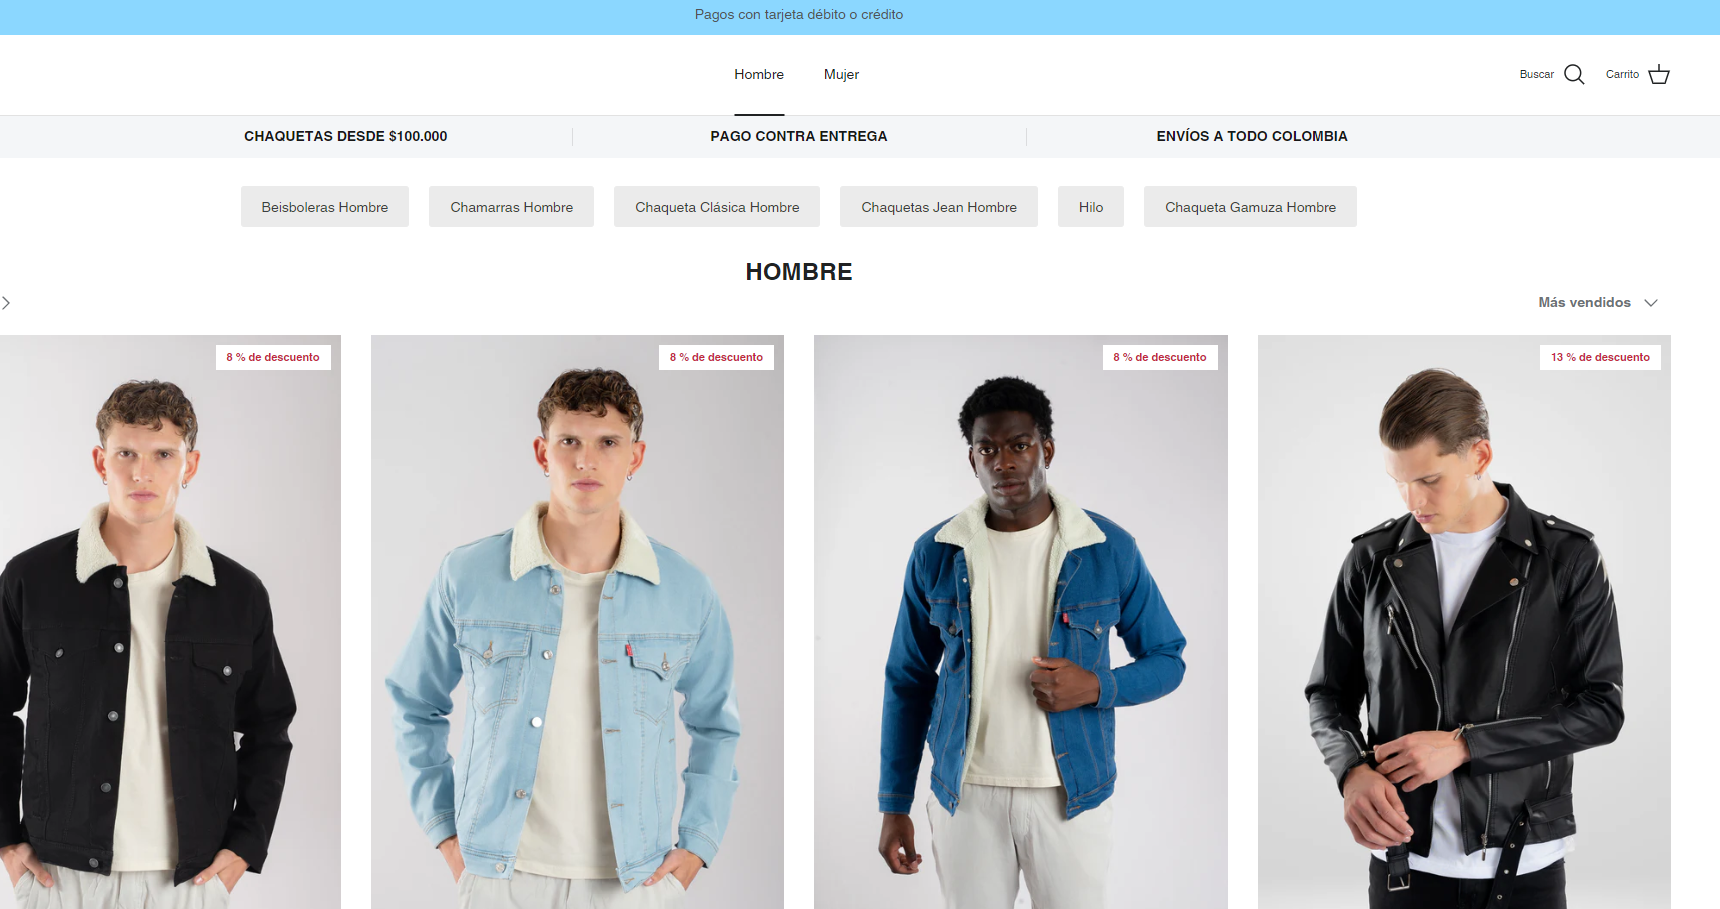 Pagos con tarjeta débito o crédito
Hombre
Mujer
Buscar
Carrito
CHAQUETAS DESDE $100.000
PAGO CONTRA ENTREGA
ENVÍOS A TODO COLOMBIA
Beisboleras Hombre
Chamarras Hombre
Chaqueta Clásica Hombre
Chaquetas Jean Hombre
Hilo
Chaqueta Gamuza Hombre
HOMBRE
Más vendidos
8 % de descuento
8 % de descuento
8 % de descuento
13 % de descuento